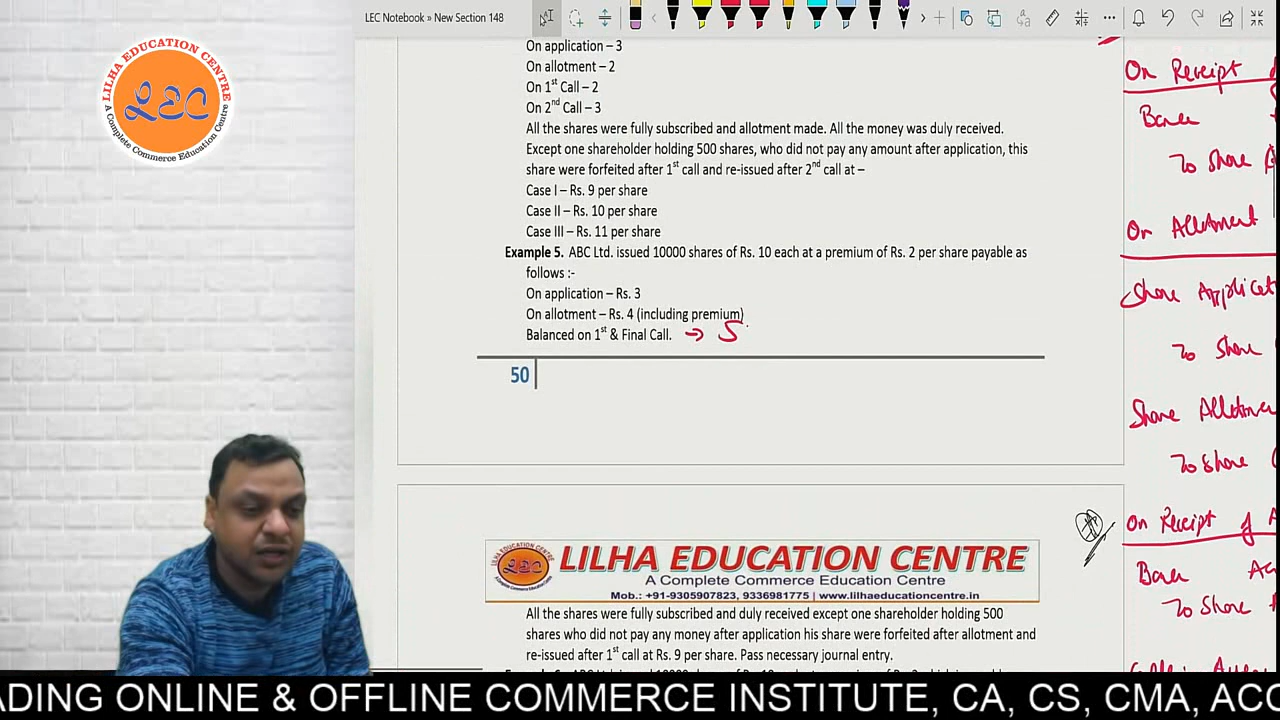 LEC Notebook » New Section 148
LILHA EDUCATION CENTRE
LEC
A Complete Commerce Education Centre
On application – 3
On allotment – 2
On 1st Call – 2
On 2nd Call – 3
All the shares were fully subscribed and allotment made. All the money was duly received.
Except one shareholder holding 500 shares, who did not pay any amount after application, this
share were forfeited after 1st call and re-issued after 2nd call at –
Case I – Rs. 9 per share
Case II – Rs. 10 per share
Case III – Rs. 11 per share
Example 5. ABC Ltd. issued 10000 shares of Rs. 10 each at a premium of Rs. 2 per share payable as
follows :-
On application – Rs. 3
On allotment – Rs. 4 (including premium)
Balanced on 1st & Final Call. → 5
50
LILHA EDUCATION CENTRE
A Complete Commerce Education Centre
Mob.: +91-9305907823, 9336981775 | www.lilhaeducationcentre.in
All the shares were fully subscribed and duly received except one shareholder holding 500
shares who did not pay any money after application his share were forfeited after allotment and
re-issued after 1st call at Rs. 9 per share. Pass necessary journal entry.
On Receipt
Bank
To Share
On Allotment
Share Applicat
To Share
Share Allotmen
To Share
On Receipt of A
Bank Ac
To Share
ADING ONLINE & OFFLINE COMMERCE INSTITUTE, CA, CS, CMA, ACC